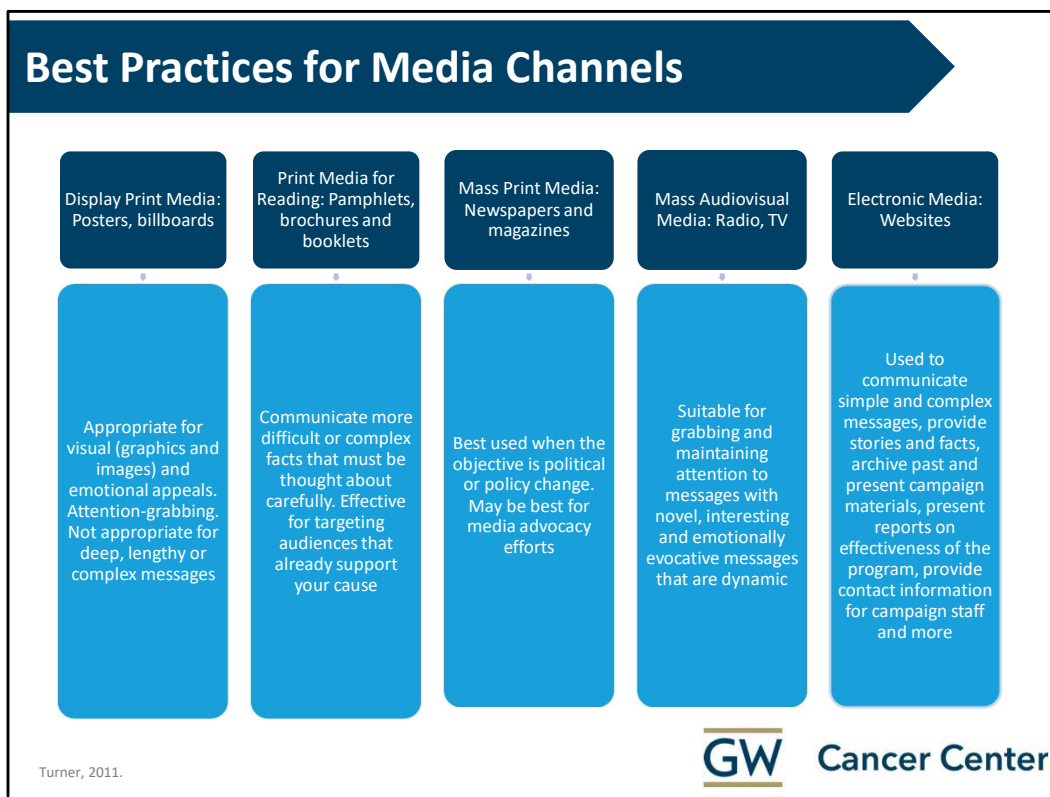 Best Practices for Media Channels
Display Print Media:
Posters, billboards
Appropriate for
visual (graphics and
images) and
emotional appeals.
Attention-grabbing.
Not appropriate for
deep, lengthy or
complex messages
Print Media for
Reading: Pamphlets,
brochures and
booklets
Communicate more
difficult or complex
facts that must be
thought about
carefully. Effective
for targeting
audiences that
already support
your cause
Mass Print Media:
Newspapers and
magazines
Best used when the
objective is political
or policy change.
May be best for
media advocacy
efforts
Mass Audiovisual
Media: Radio, TV
Suitable for
grabbing and
maintaining
attention to
messages with
novel, interesting
and emotionally
evocative messages
that are dynamic
Electronic Media:
Websites
Used to
communicate
simple and complex
messages, provide
stories and facts,
archive past and
present campaign
materials, present
reports on
effectiveness of the
program, provide
contact information
for campaign staff
and more
Turner, 2011.
GW Cancer Center